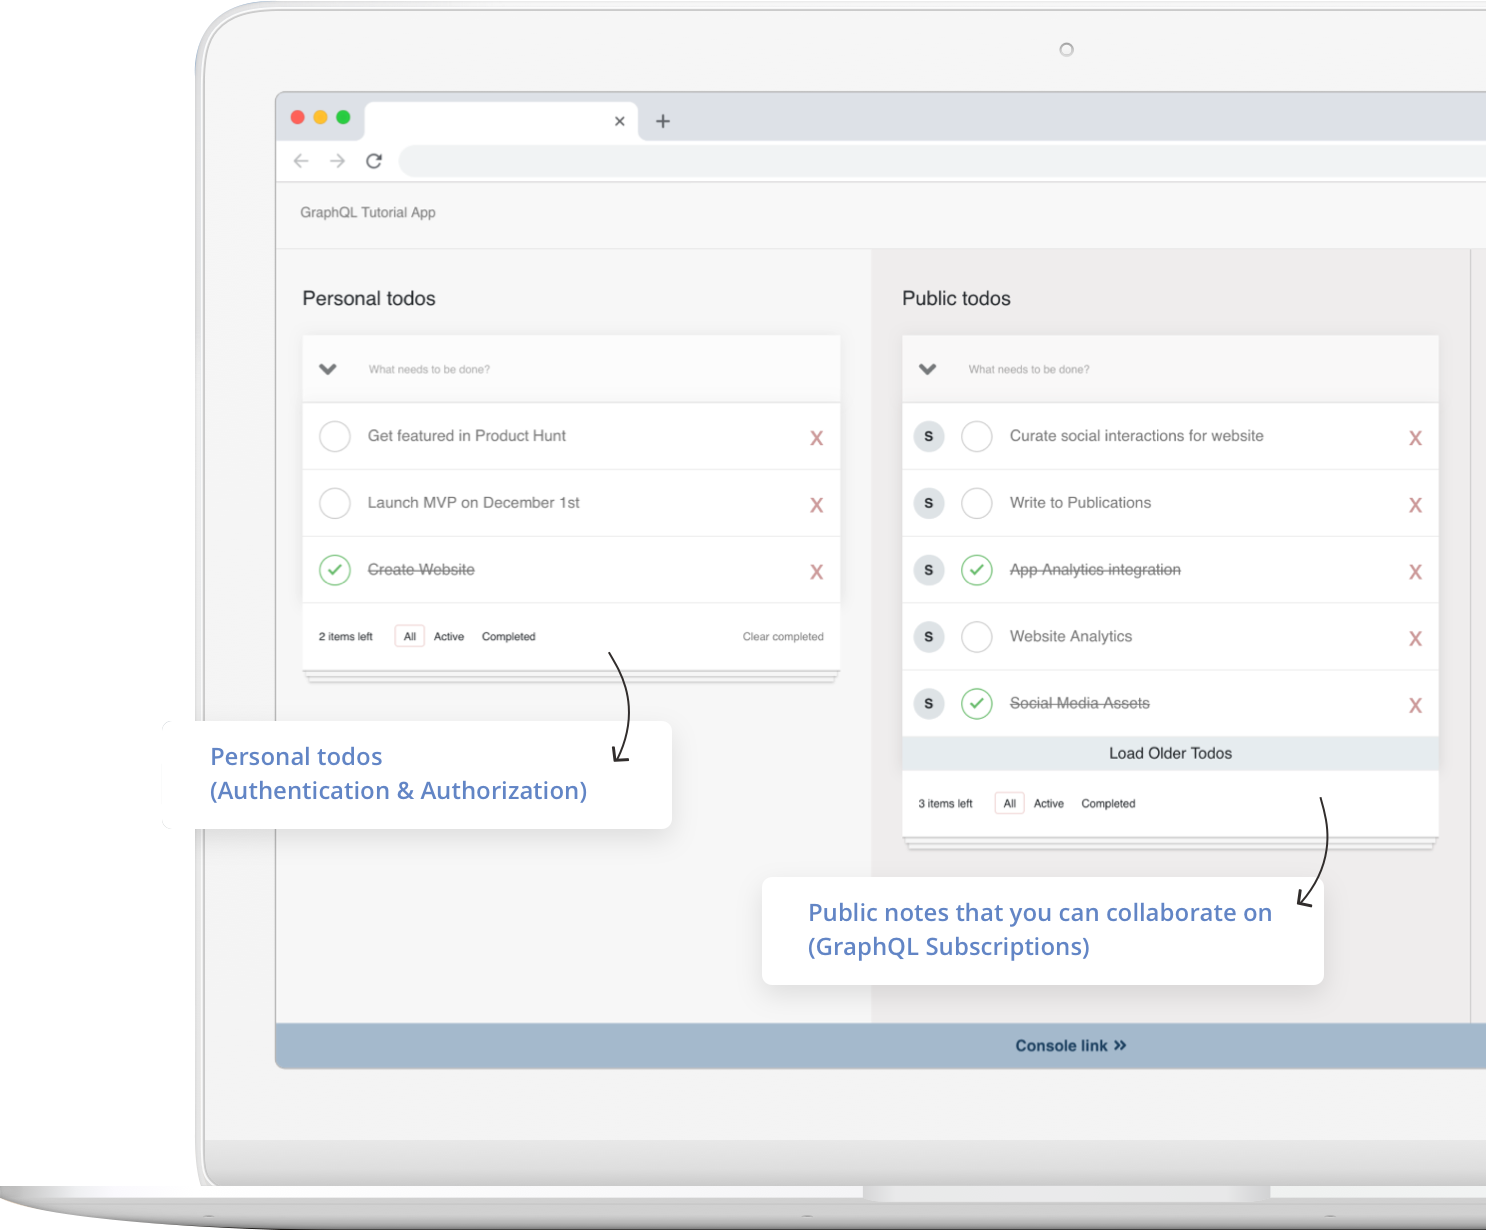 GraphQL Tutorial App
Personal todos
What needs to be done?
Get featured in Product Hunt
X
Launch MVP on December 1st
X
Create Website
X
2 items left All Active Completed Clear completed
Personal todos
(Authentication & Authorization)
Public todos
What needs to be done?
S Curate social interactions for website X
S Write to Publications X
S App Analytics integration X
S Website Analytics X
S Social Media Assets X
Load Older Todos
3 items left All Active Completed
Public notes that you can collaborate on
(GraphQL Subscriptions)
Console link »